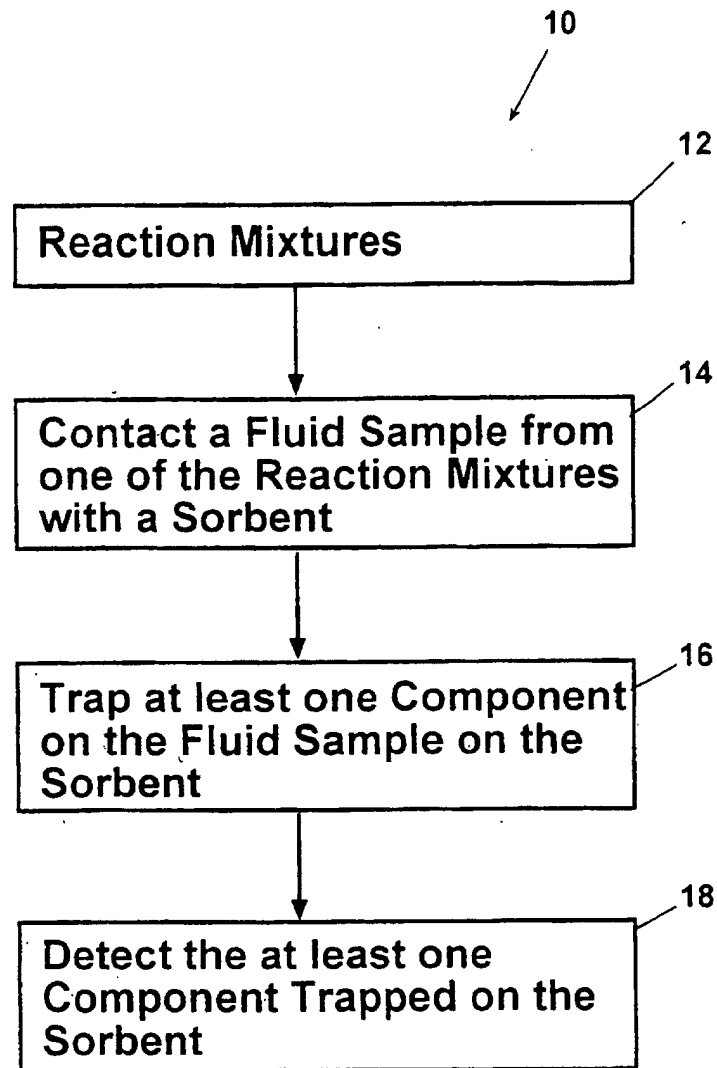 10
12
Reaction Mixtures
14
Contact a Fluid Sample from
one of the Reaction Mixtures
with a Sorbent
16
Trap at least one Component
on the Fluid Sample on the
Sorbent
18
Detect the at least one
Component Trapped on the
Sorbent